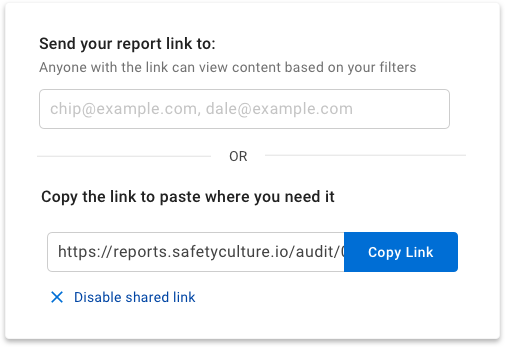 Send your report link to:
Anyone with the link can view content based on your filters
chip@example.com, dale@example.com
OR
Copy the link to paste where you need it
https://reports.safetyculture.io/audit/ Copy Link
Disable shared link